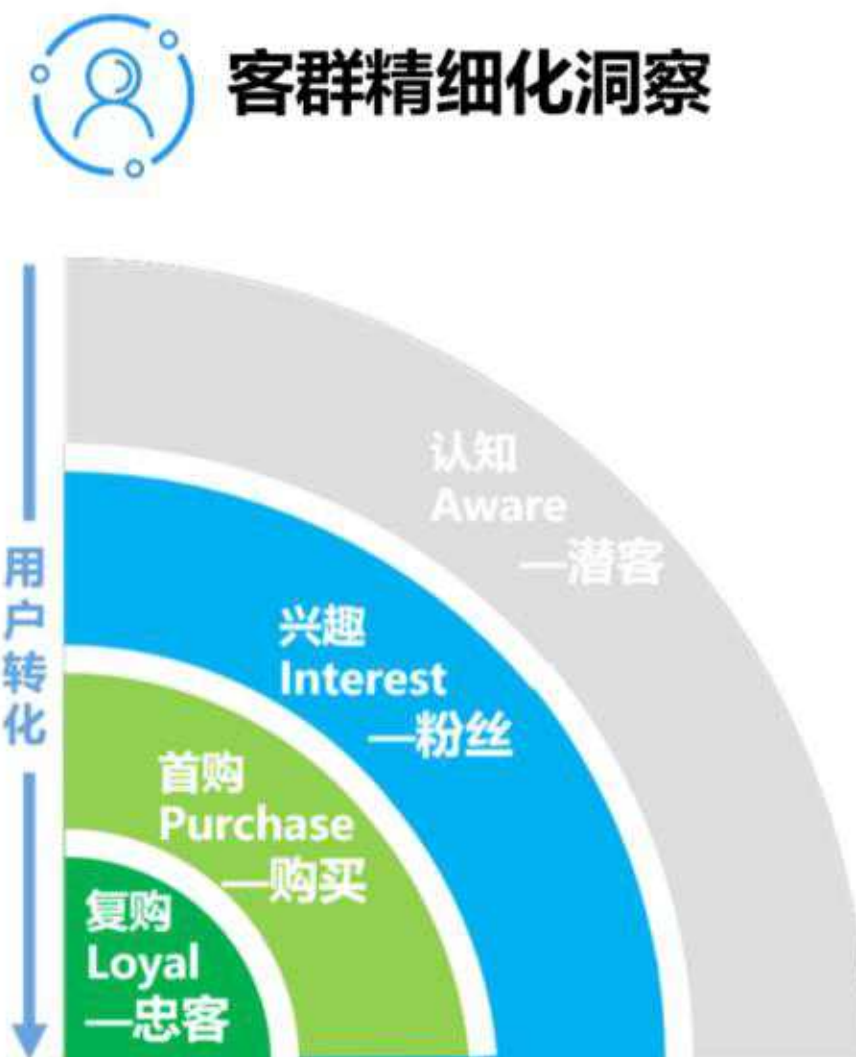 客群精细化洞察
认知
Aware
—潜客
兴趣
Interest
—粉丝
用户转化
首购
Purchase
—购买
复购
Loyal
—忠客